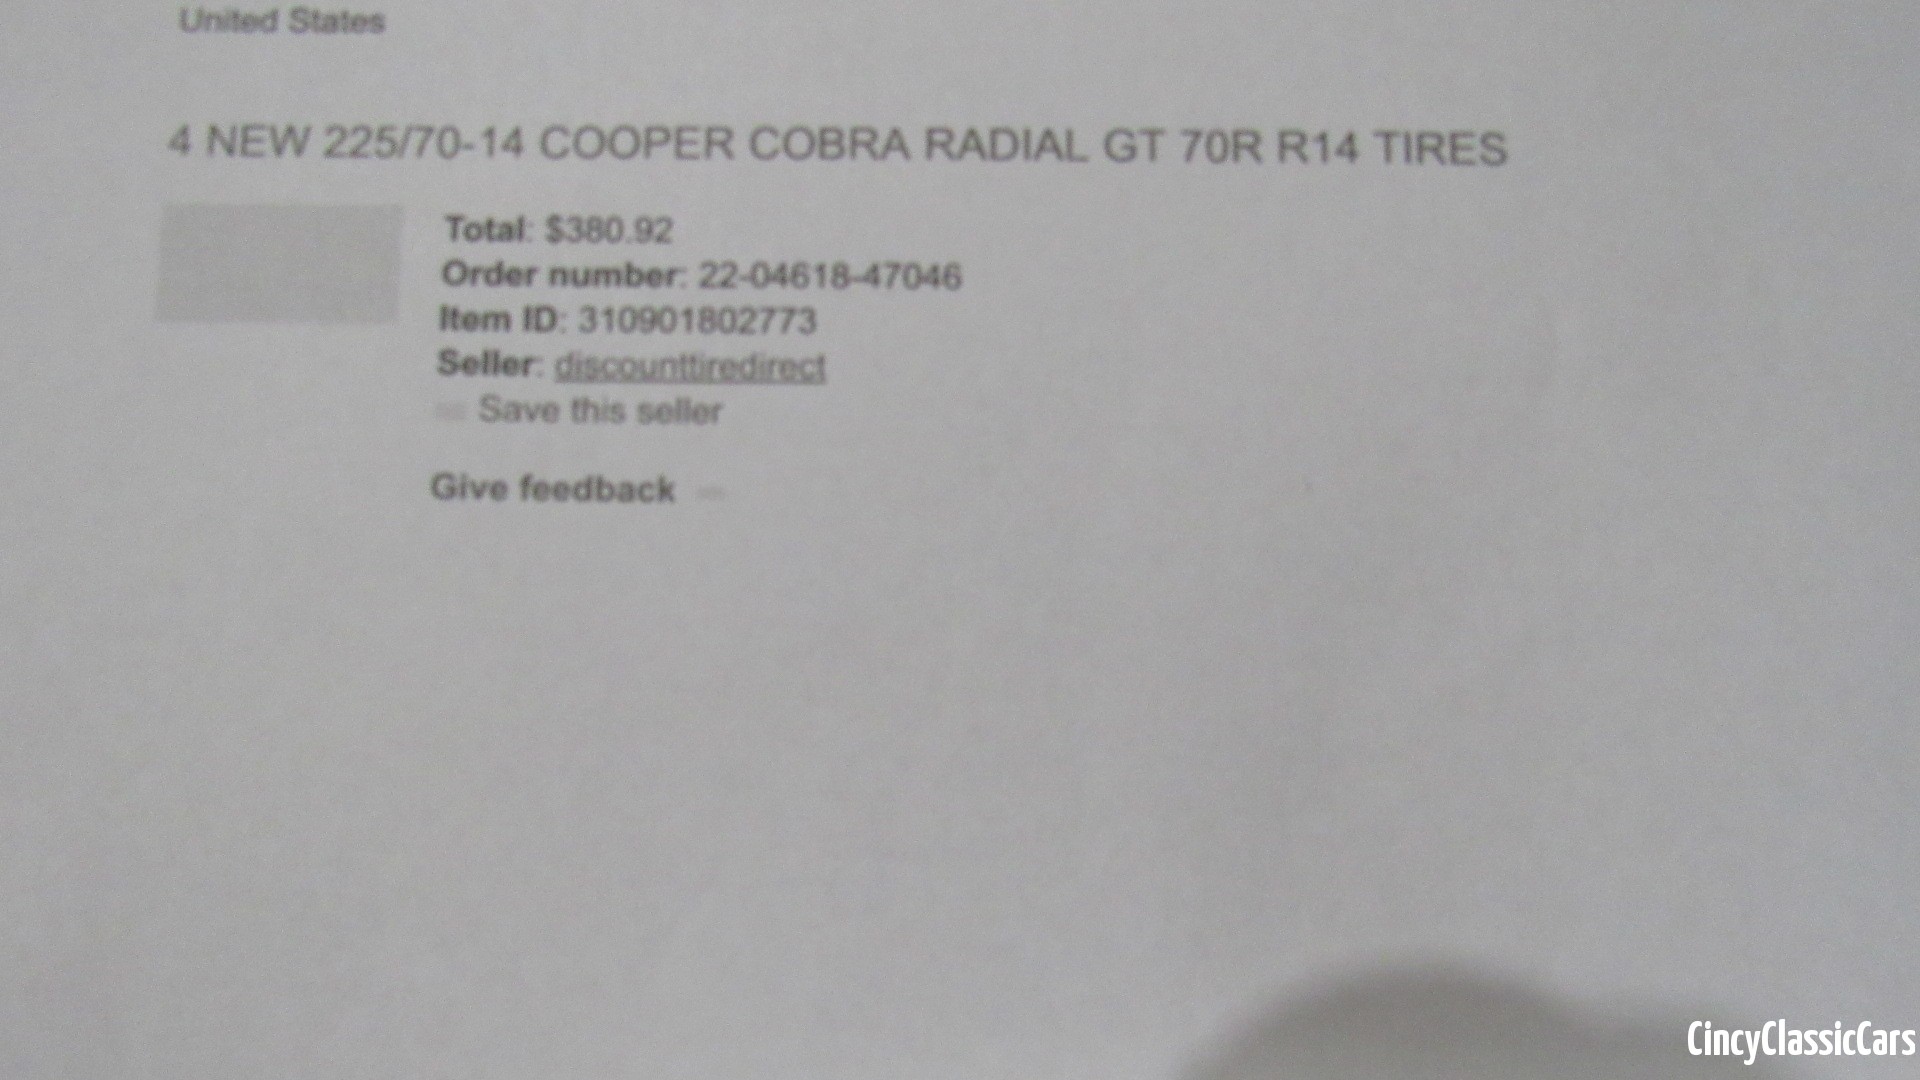 United States
4 NEW 225/70-14 COOPER COBRA RADIAL GT 70R R14 TIRES
Total: $380.92
Order number: 22-04618-47046
Item ID: 310901802773
Seller: discounttiredirect
Save this seller
Give feedback
CincyClassicCars